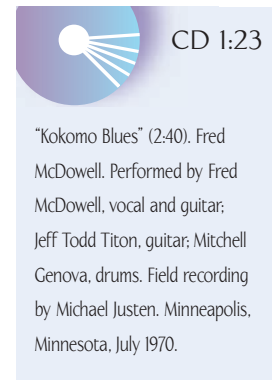 CD 1:23
“Kokomo Blues” (2:40). Fred
McDowell. Performed by Fred
McDowell, vocal and guitar;
Jeff Todd Titon, guitar; Mitchell
Genova, drums. Field recording
by Michael Justen. Minneapolis,
Minnesota, July 1970.